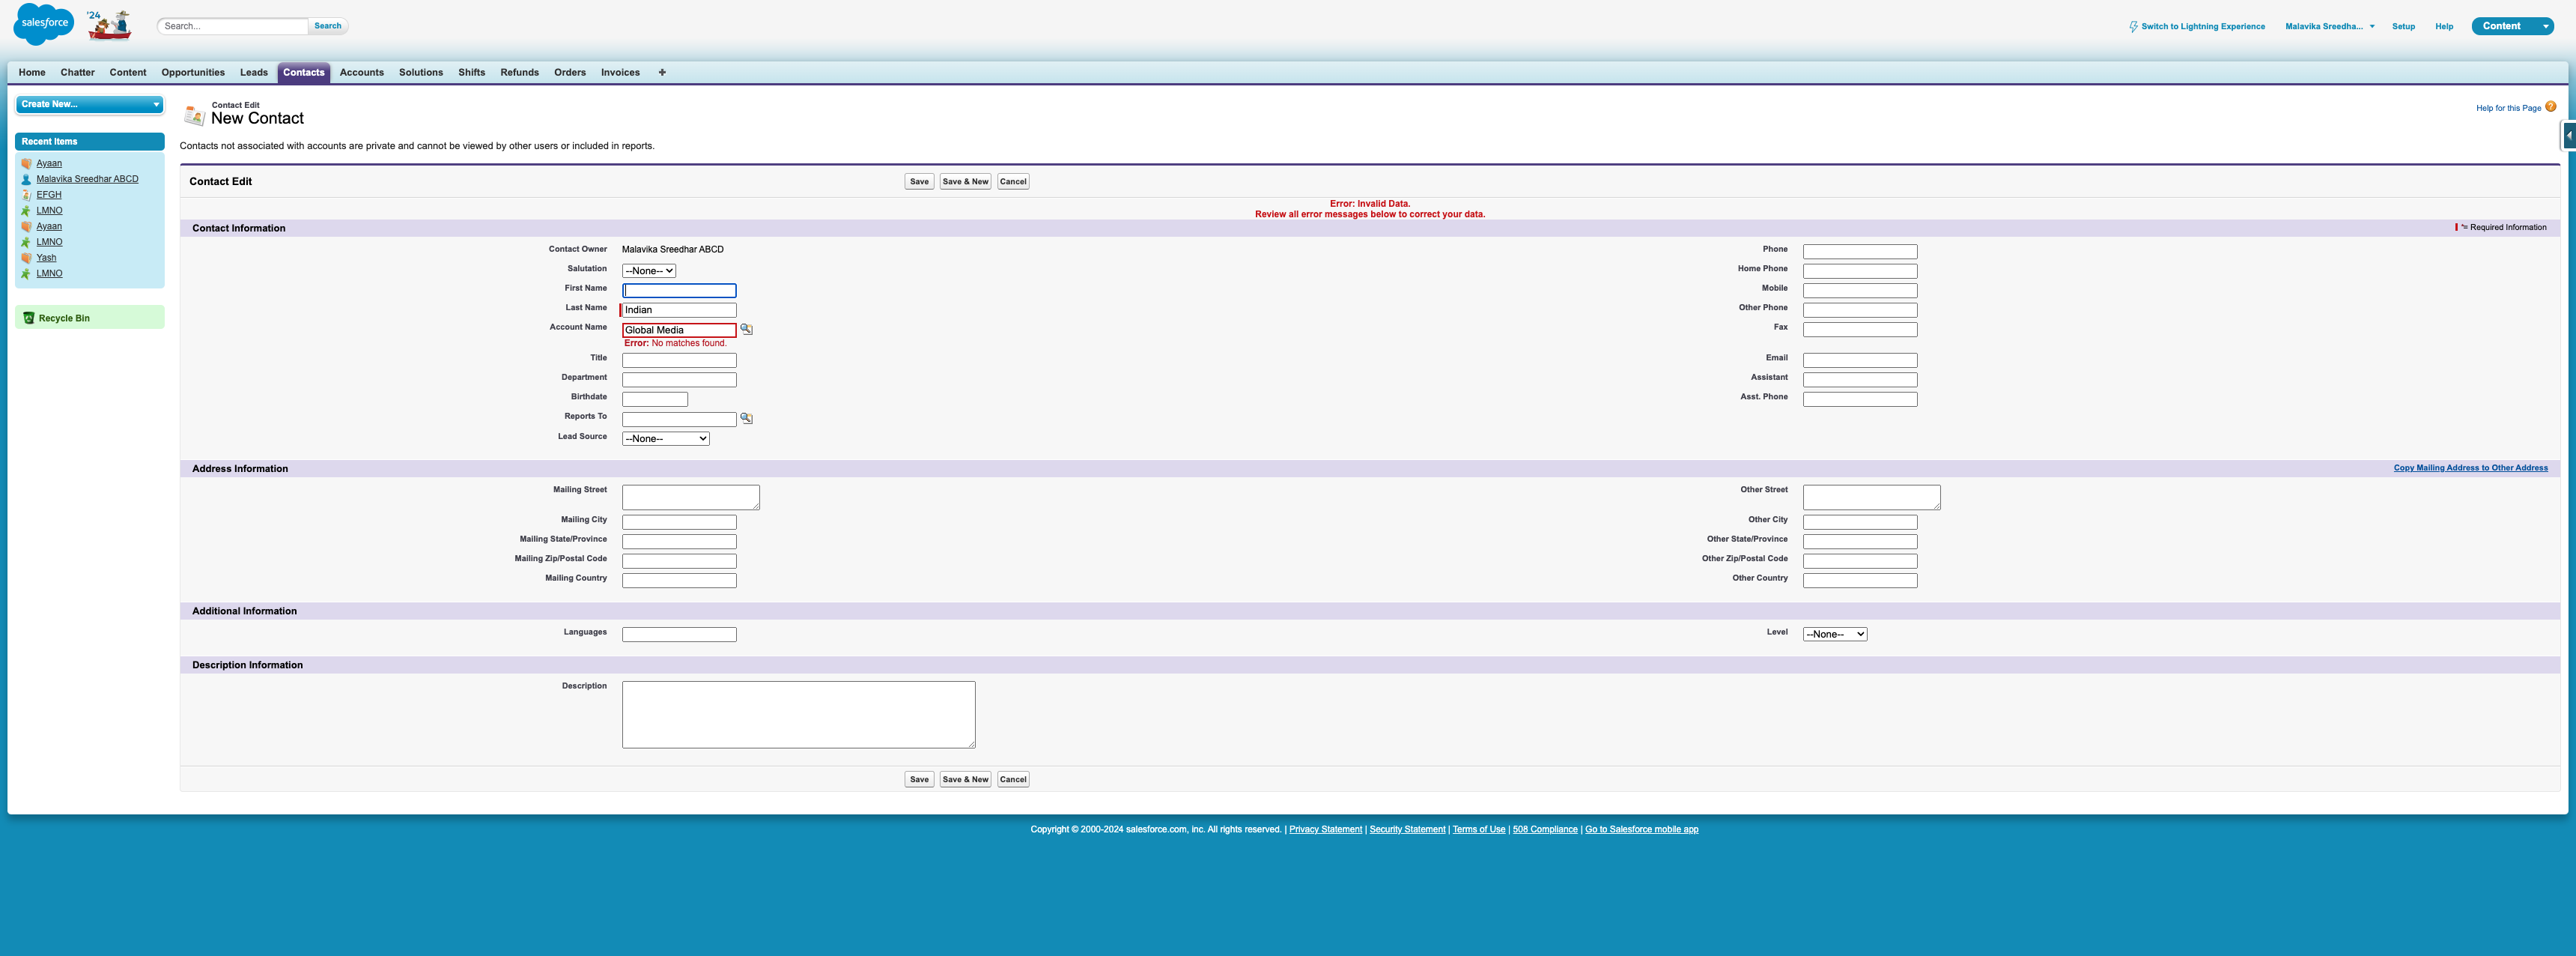 salesforce
'24
Search...
Search
Switch to Lightning Experience
Malavika Sreedha...
Setup
Help
Content
Home
Chatter
Content
Opportunities
Leads
Contacts
Accounts
Solutions
Shifts
Refunds
Orders
Invoices
+
Create New...
Recent Items
Ayaan
Malavika Sreedhar ABCD
EFGH
LMNO
Ayaan
LMNO
Yash
LMNO
Recycle Bin
Contact Edit
New Contact
Help for this Page ?
Contacts not associated with accounts are private and cannot be viewed by other users or included in reports.
Contact Edit
Save
Save & New
Cancel
Error: Invalid Data.
Review all error messages below to correct your data.
Contact Information
*= Required Information
Contact Owner
Malavika Sreedhar ABCD
Phone
Salutation
--None--
Home Phone
First Name
Mobile
Last Name
Indian
Other Phone
Account Name
Global Media
Error: No matches found.
Fax
Title
Email
Department
Assistant
Birthdate
Asst. Phone
Reports To
Lead Source
--None--
Address Information
Copy Mailing Address to Other Address
Mailing Street
Other Street
Mailing City
Other City
Mailing State/Province
Other State/Province
Mailing Zip/Postal Code
Other Zip/Postal Code
Mailing Country
Other Country
Additional Information
Languages
Level
--None--
Description Information
Description
Save
Save & New
Cancel
Copyright © 2000-2024 salesforce.com, inc. All rights reserved. | Privacy Statement | Security Statement | Terms of Use | 508 Compliance | Go to Salesforce mobile app